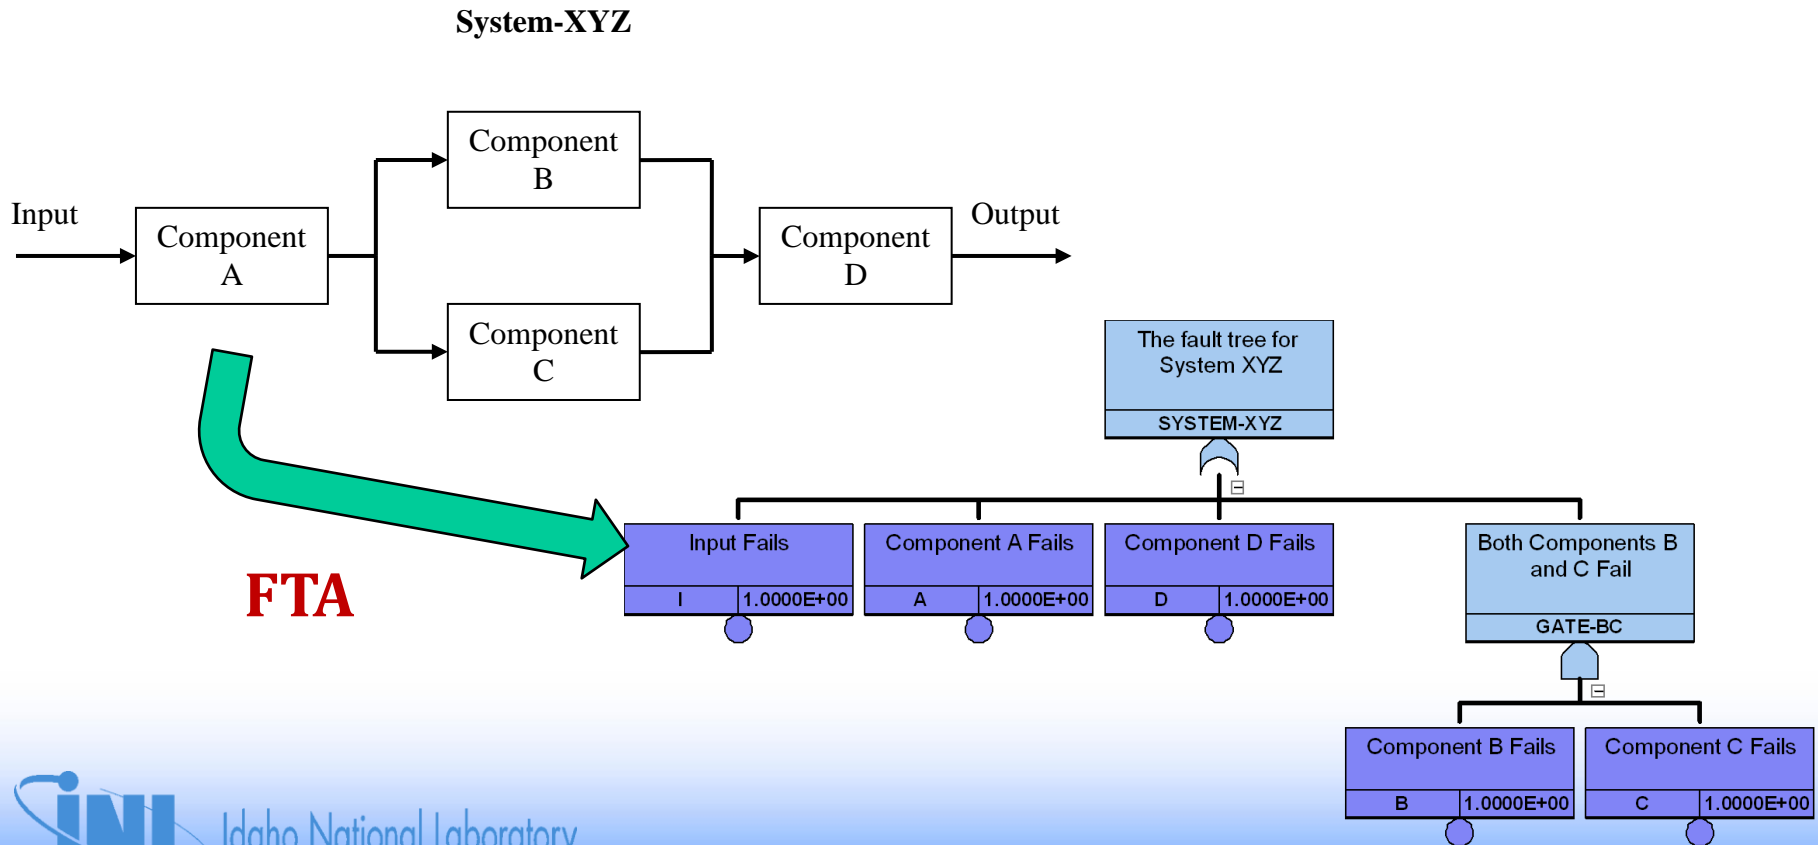 System-XYZ
Component
B
Input
Component
A
Component
D
Output
Component
C
The fault tree for
System XYZ
SYSTEM-XYZ
FTA
Input Fails
I 1.0000E+00
Component A Fails
A 1.0000E+00
Component D Fails
D 1.0000E+00
Both Components B
and C Fail
GATE-BC
Component B Fails
B 1.0000E+00
Component C Fails
C 1.0000E+00
INL
Idaho National Laboratory